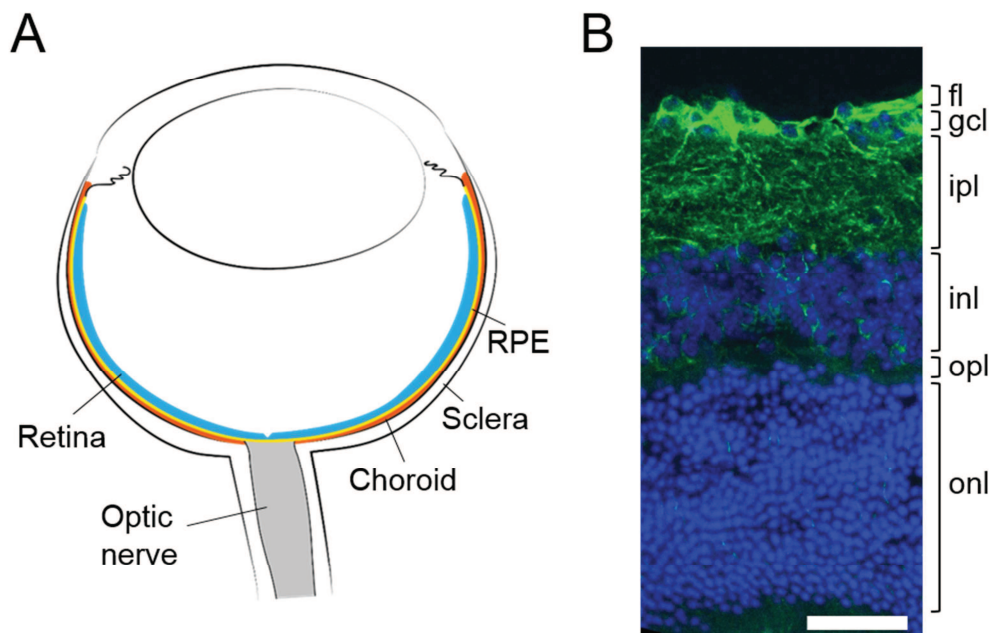 A
B
fl
gcl
ipl
inl
opl
onl
RPE
Sclera
Retina
Choroid
Optic
nerve